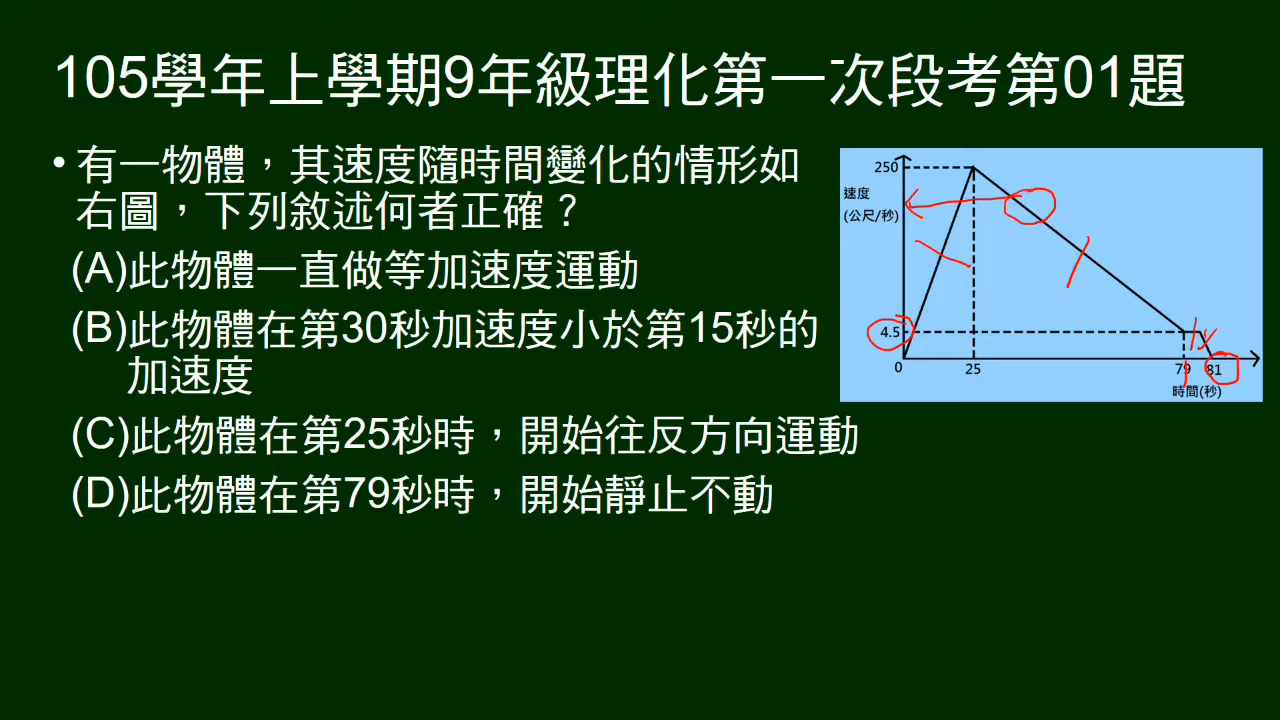 105學年上學期9年級理化第一次段考第01題
•有一物體，其速度隨時間變化的情形如
右圖，下列敘述何者正確？
(A)此物體一直做等加速度運動
(B)此物體在第30秒加速度小於第15秒的
加速度
(C)此物體在第25秒時，開始往反方向運動
(D)此物體在第79秒時，開始靜止不動
250
速度
(公尺/秒)
4.5
0
25
79
81
時間(秒)